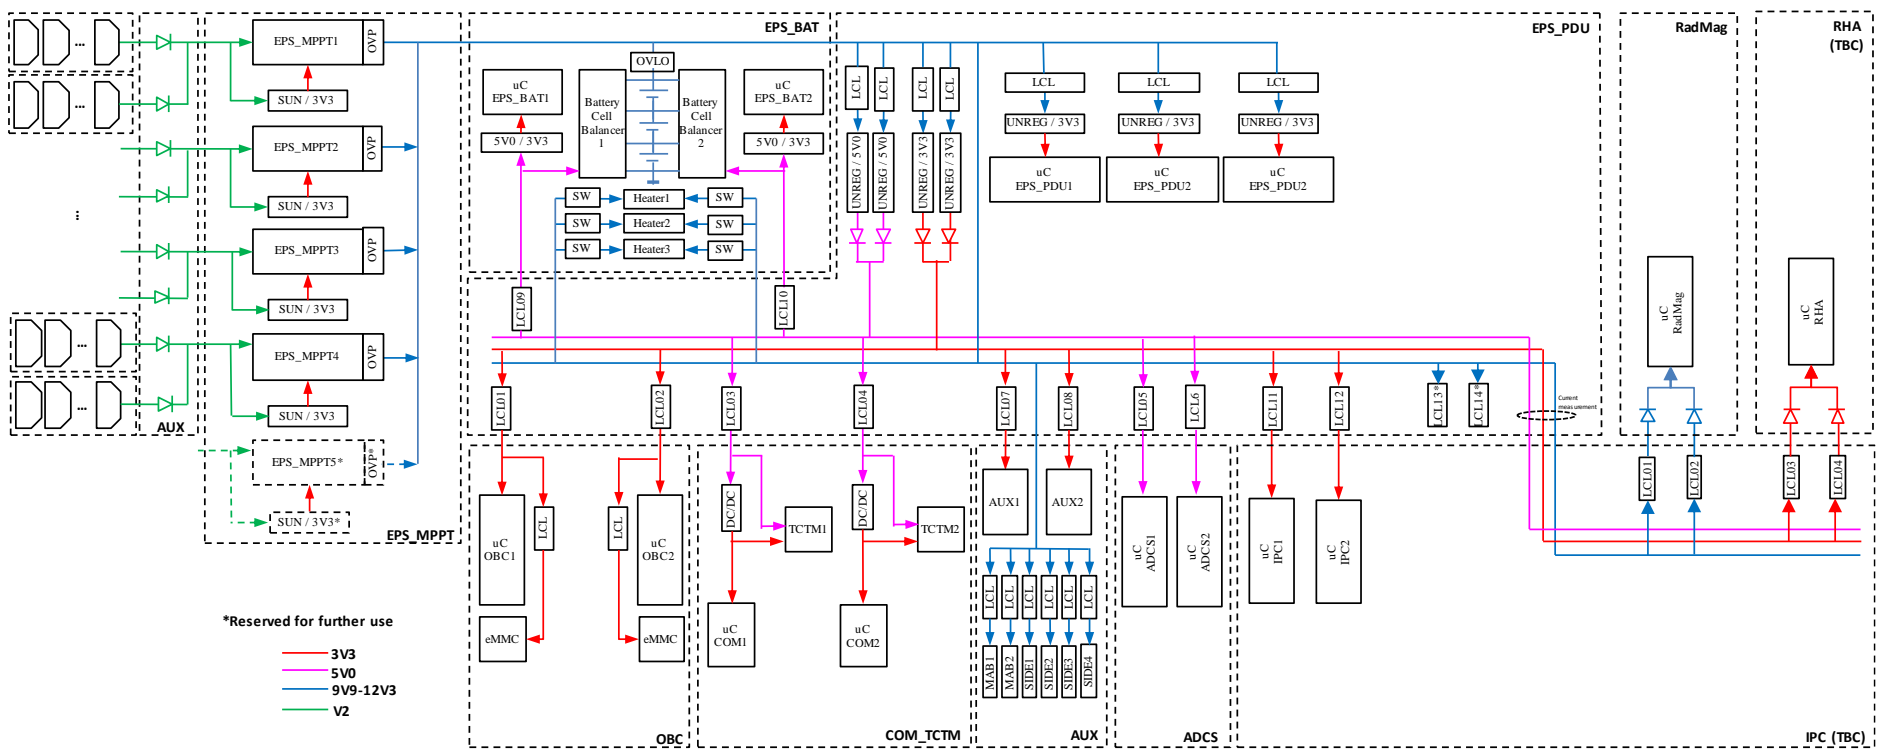 ...
...
...
...
...
AUX
EPS_MPPT1
OVP
SUN / 3V3
EPS_MPPT2
OVP
SUN / 3V3
EPS_MPPT3
OVP
SUN / 3V3
EPS_MPPT4
OVP
SUN / 3V3
EPS_MPPT5*
OVP*
SUN / 3V3*
EPS_MPPT
EPS_BAT
OVLO
uC
EPS_BAT1
5V0 / 3V3
Battery
Cell
Balancer
1
Battery
Cell
Balancer
2
uC
EPS_BAT2
5V0 / 3V3
SW
Heater1
SW
SW
Heater2
SW
SW
Heater3
SW
EPS_PDU
LCL
LCL
LCL
LCL
UNREG / 5V0
UNREG / 5V0
UNREG / 3V3
UNREG / 3V3
LCL
LCL
LCL
UNREG / 3V3
UNREG / 3V3
UNREG / 3V3
uC
EPS_PDU1
uC
EPS_PDU2
uC
EPS_PDU2
LCL09
LCL10
LCL01
LCL02
LCL03
LCL04
LCL07
LCL08
LCL05
LCL6
LCL11
LCL12
LCL13*
LCL14*
Current
measurement
RadMag
uC
RadMag
RHA
(TBC)
uC
RHA
LCL01
LCL02
LCL03
LCL04
uC
OBC1
LCL
eMMC
LCL
uC
OBC2
eMMC
OBC
DC/DC
TCTM1
uC
COM1
DC/DC
TCTM2
uC
COM2
COM_TCTM
AUX1
AUX2
LCL
LCL
LCL
LCL
LCL
LCL
MAB1
MAB2
SIDE1
SIDE2
SIDE3
SIDE4
AUX
uC
ADCS1
uC
ADCS2
ADCS
uC
IPC1
uC
IPC2
IPC (TBC)
*Reserved for further use
3V3
5V0
9V9-12V3
V2